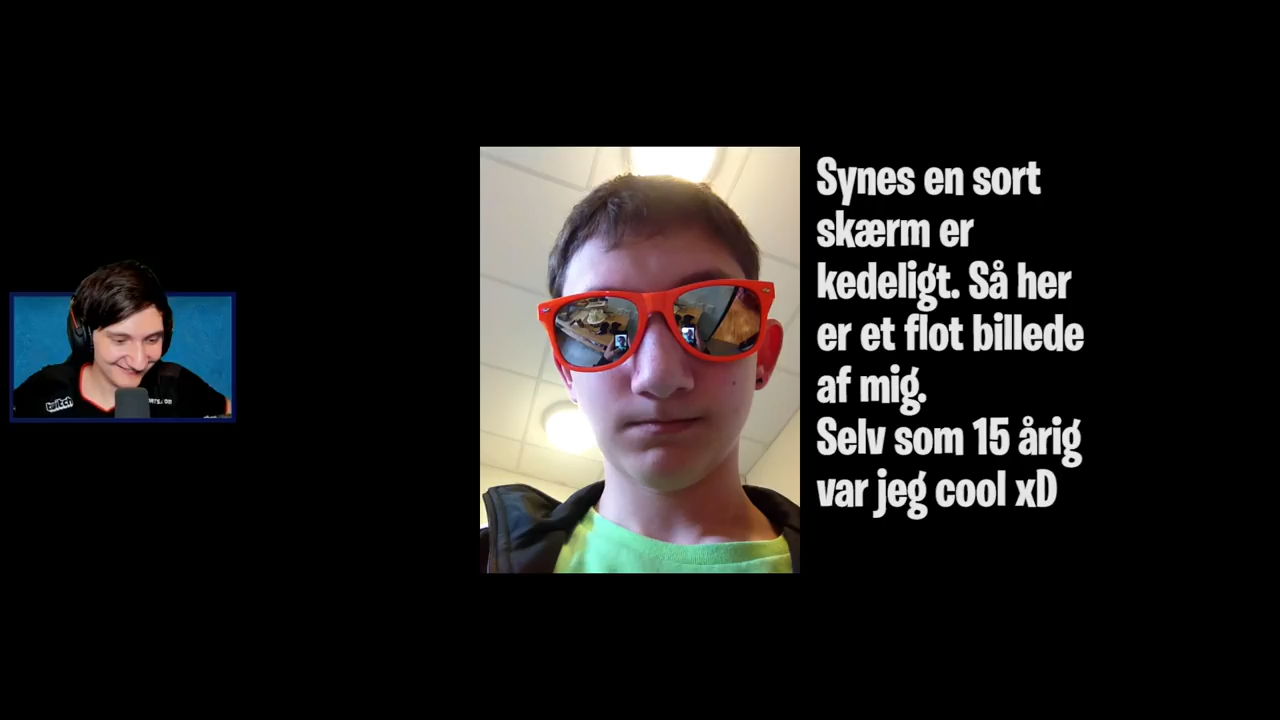 Synes en sort
skærm er
kedeligt. Så her
er et flot billede
af mig.
Selv som 15 årig
var jeg cool xD
twitch